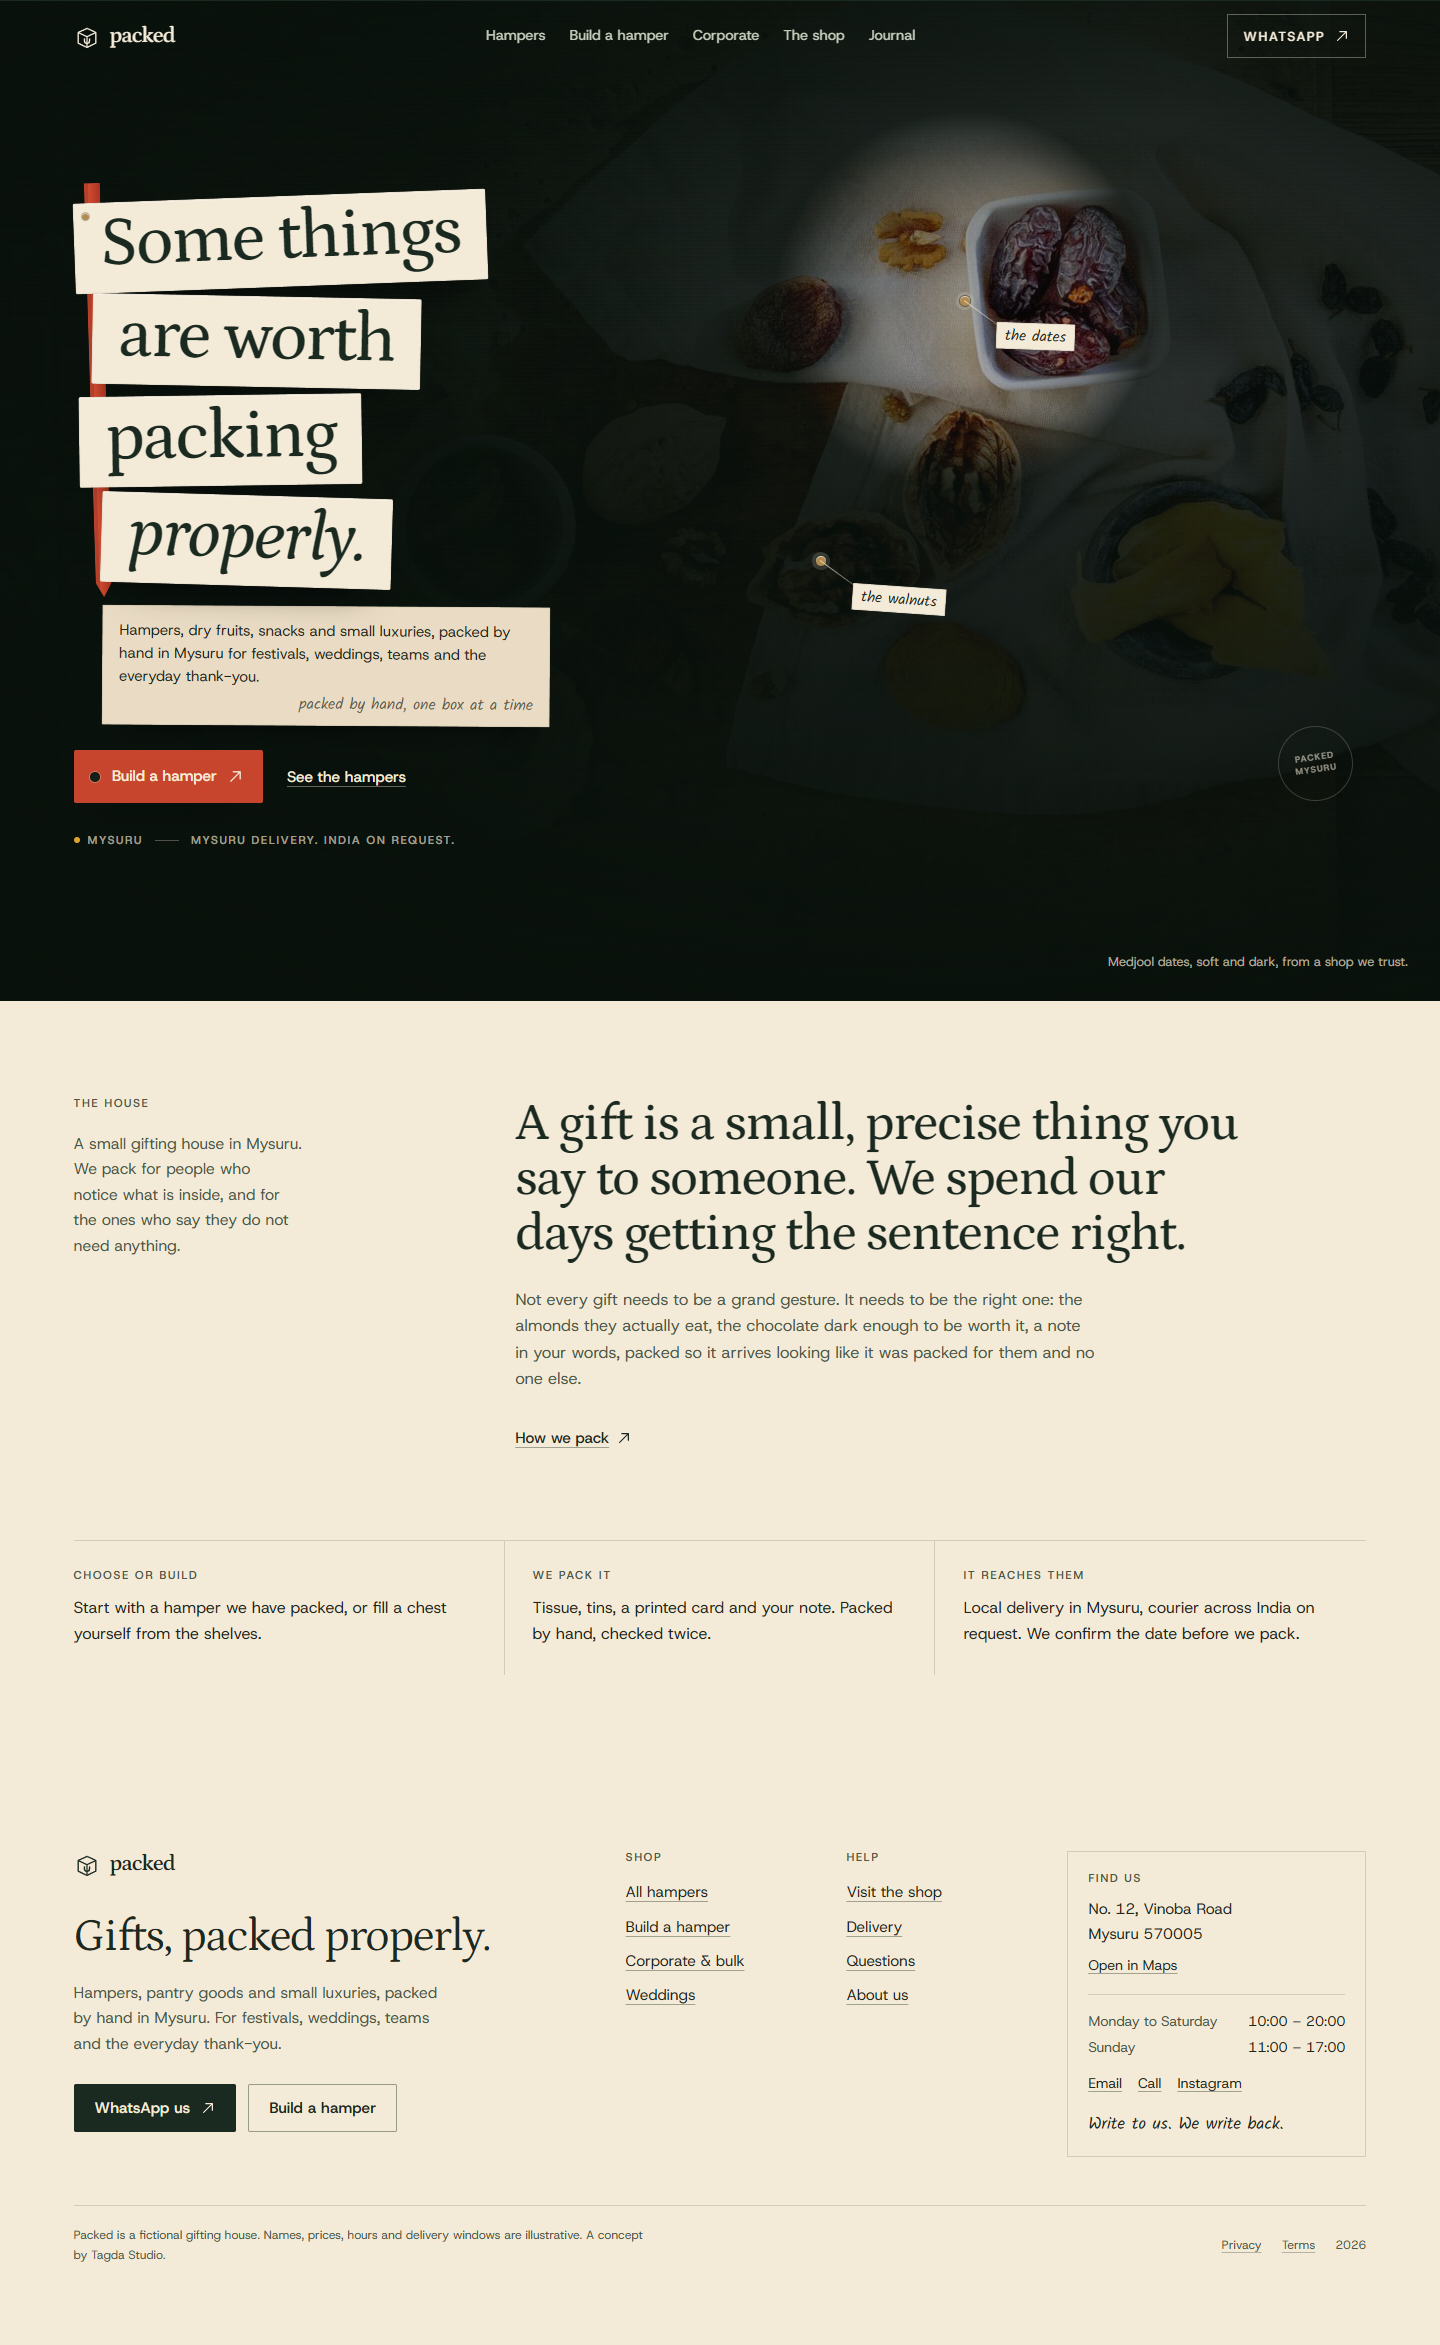 packed
Hampers Build a hamper Corporate The shop Journal
WHATSAPP
Some things
are worth
packing
properly.
the dates
the walnuts
Hampers, dry fruits, snacks and small luxuries, packed by
hand in Mysuru for festivals, weddings, teams and the
everyday thank-you.
packed by hand, one box at a time
Build a hamper
See the hampers
PACKED
MYSURU
MYSURU MYSURU DELIVERY. INDIA ON REQUEST.
Medjool dates, soft and dark, from a shop we trust.
THE HOUSE
A small gifting house in Mysuru.
We pack for people who
notice what is inside, and for
the ones who say they do not
need anything.
A gift is a small, precise thing you
say to someone. We spend our
days getting the sentence right.
Not every gift needs to be a grand gesture. It needs to be the right one: the
almonds they actually eat, the chocolate dark enough to be worth it, a note
in your words, packed so it arrives looking like it was packed for them and no
one else.
How we pack
CHOOSE OR BUILD
Start with a hamper we have packed, or fill a chest
yourself from the shelves.
WE PACK IT
Tissue, tins, a printed card and your note. Packed
by hand, checked twice.
IT REACHES THEM
Local delivery in Mysuru, courier across India on
request. We confirm the date before we pack.
packed
Gifts, packed properly.
Hampers, pantry goods and small luxuries, packed
by hand in Mysuru. For festivals, weddings, teams
and the everyday thank-you.
WhatsApp us
Build a hamper
SHOP
All hampers
Build a hamper
Corporate & bulk
Weddings
HELP
Visit the shop
Delivery
Questions
About us
FIND US
No. 12, Vinoba Road
Mysuru 570005
Open in Maps
Monday to Saturday 10:00 – 20:00
Sunday 11:00 – 17:00
Email Call Instagram
Write to us. We write back.
Packed is a fictional gifting house. Names, prices, hours and delivery windows are illustrative. A concept
by Tagda Studio.
Privacy Terms 2026